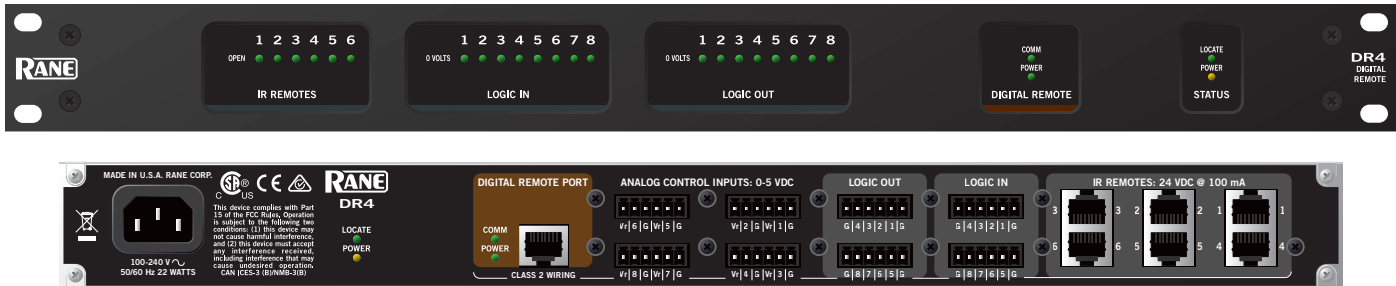 RANE
1 2 3 4 5 6
OPEN
IR REMOTES
1 2 3 4 5 6 7 8
0 VOLTS
LOGIC IN
1 2 3 4 5 6 7 8
0 VOLTS
LOGIC OUT
COMM
POWER
DIGITAL REMOTE
LOCATE
POWER
STATUS
DR4
DIGITAL
REMOTE
MADE IN U.S.A. RANE CORP.
100-240 V
50/60 Hz 22 WATTS
C US
CE
This device complies with Part
15 of the FCC Rules, Operation
is subject to the following two
conditions: (1) this device may
not cause harmful interference,
and (2) this device must accept
any interference received,
including interference that may
cause undesired operation.
CAN ICES-3 (B)/NMB-3(B)
RANE
DR4
LOCATE
POWER
DIGITAL REMOTE PORT
COMM
POWER
CLASS 2 WIRING
ANALOG CONTROL INPUTS: 0-5 VDC
Vr|6|G|Vr|5|G
Vr|2|G|Vr|1|G
Vr|8|G|Vr|7|G
Vr|4|G|Vr|3|G
LOGIC OUT
G|4|3|2|1|G
G|8|7|6|5|G
LOGIC IN
G|4|3|2|1|G
G|8|7|6|5|G
IR REMOTES: 24 VDC @ 100 mA
3 3 2 2 1 1
6 6 5 5 4 4